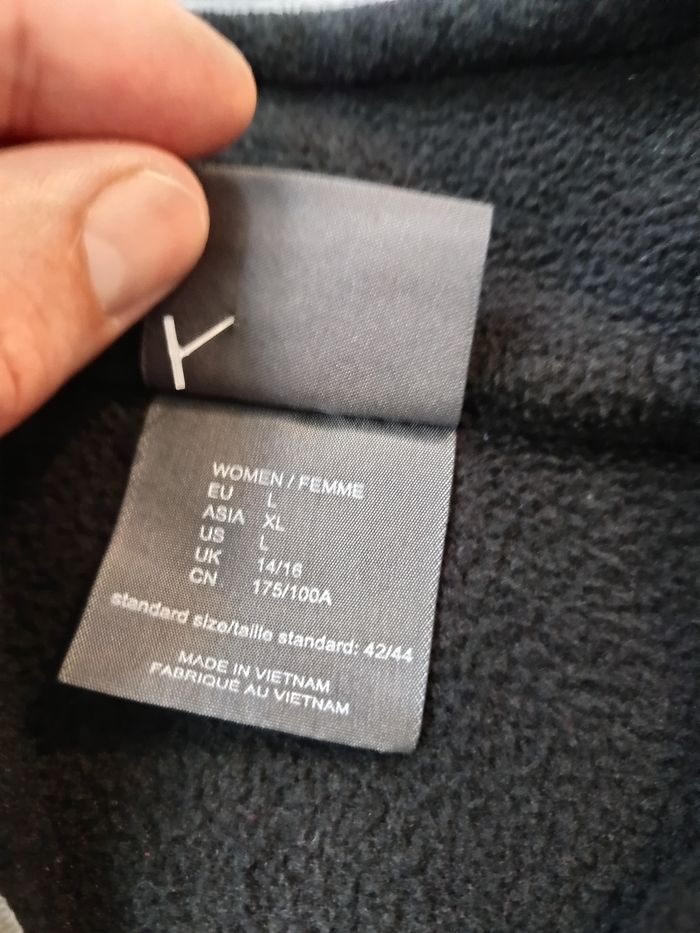 WOMEN / FEMME
EU L
ASIA XL
US L
UK 14/16
CN 175/100A
standard size/taille standard: 42/44
MADE IN VIETNAM
FABRIQUÉ AU VIETNAM